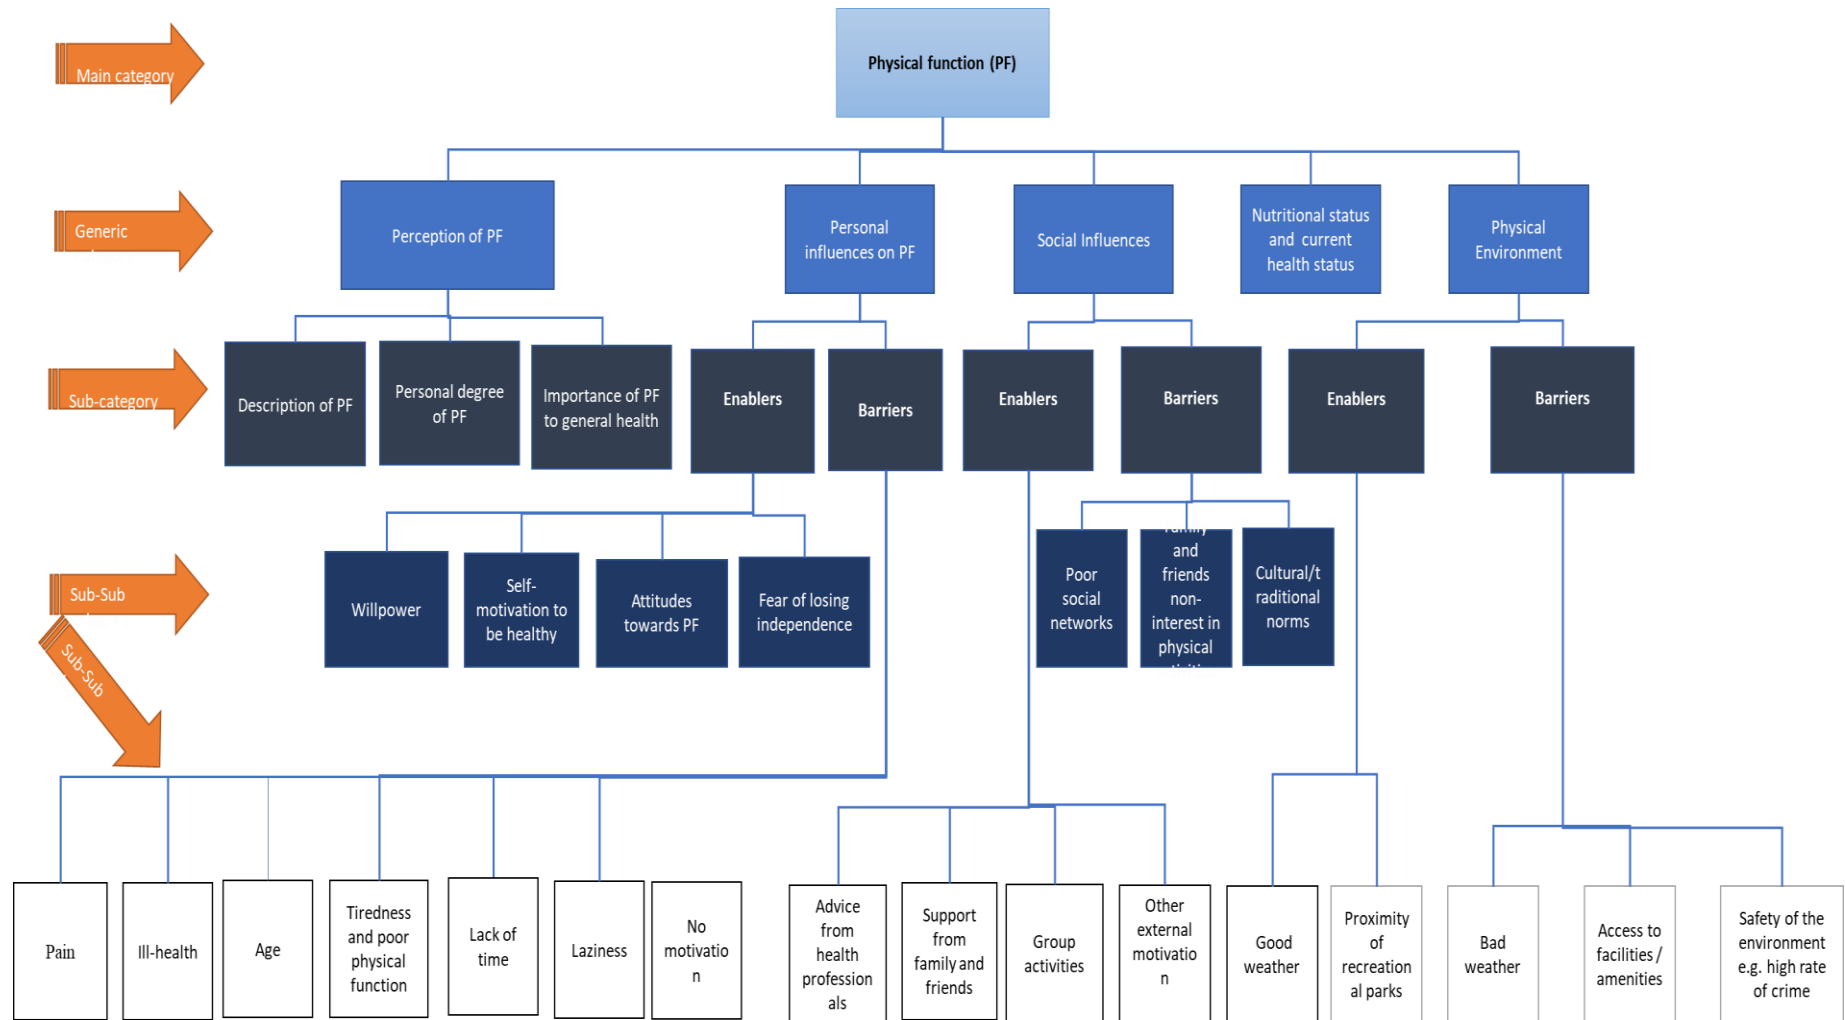 Main category
Physical function (PF)
Generic
Perception of PF
Personal
influences on PF
Social Influences
Nutritional status
and current
health status
Physical
Environment
Sub-category
Description of PF
Personal degree
of PF
Importance of PF
to general health
Enablers
Barriers
Enablers
Barriers
Enablers
Barriers
Sub-Sub
Willpower
Self-
motivation to
be healthy
Attitudes
towards PF
Fear of losing
independence
Poor
social
networks
Family
and
friends
non-
interest in
physical
Cultural/t
raditional
norms
Sub-Sub
Pain
Ill-health
Age
Tiredness
and poor
physical
function
Lack of
time
Laziness
No
motivatio
n
Advice
from
health
profession
als
Support
from
family and
friends
Group
activities
Other
external
motivatio
n
Good
weather
Proximity
of
recreation
al parks
Bad
weather
Access to
facilities /
amenities
Safety of the
environment
e.g. high rate
of crime